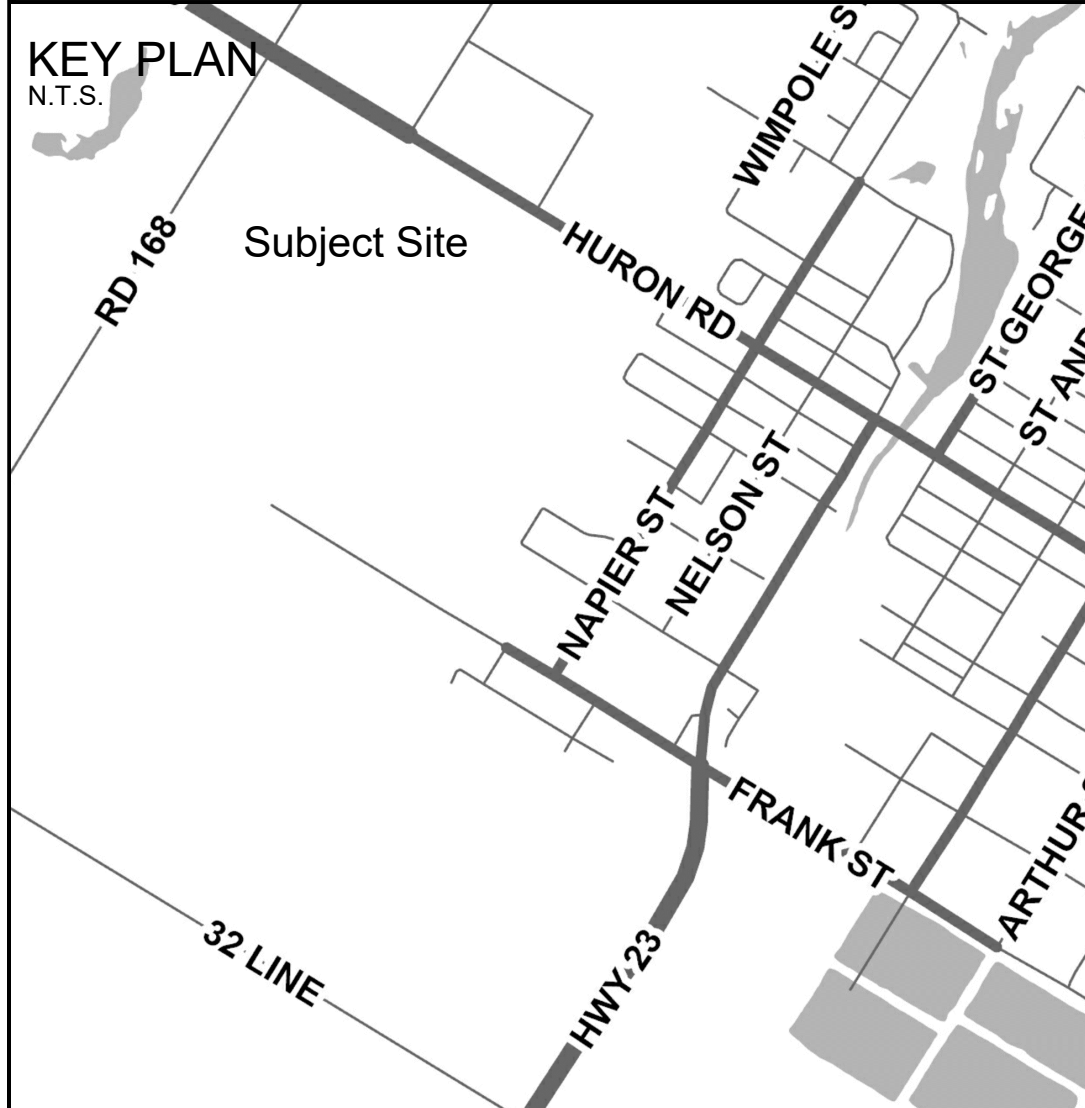 KEY PLAN
N.T.S.
WIMPOLE
RD 168
Subject Site
HURON RD
ST GEORGE
ST
NAPIER ST
NELSON ST
FRANK ST
ARTHUR
32 LINE
HWY 23